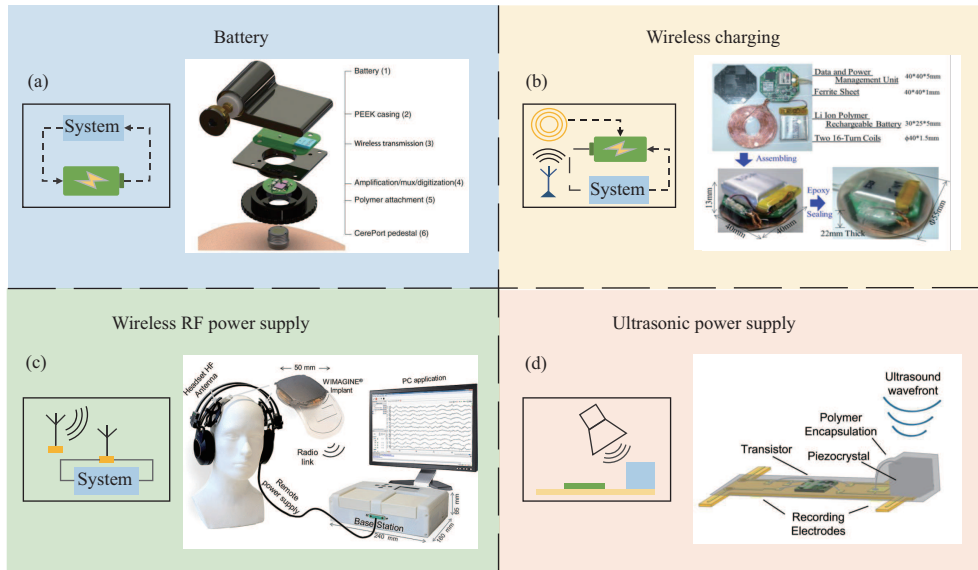 Battery
(a)
System
Battery (1)
PEEK casing (2)
Wireless transmission (3)
Amplification/mux/digitization(4)
Polymer attachment (5)
CerePort pedestal (6)
Wireless charging
(b)
System
Data and Power
Management Unit
40*40*5mm
Ferrite Sheet
40*40*1mm
Li Ion Polymer
Rechargeable Battery
30*25*5mm
Two 16-Turn Coils
ϕ40*1.5mm
Assembling
13mm
40mm
40mm
Epoxy
Sealing
22mm Thick
ϕ55mm
Wireless RF power supply
(c)
System
Headset HF
Antenna
50 mm
WIMAGINE®
Implant
Radio
link
PC application
Remote
power supply
Base Station
240 mm
160 mm
85 mm
Ultrasonic power supply
(d)
Ultrasound
wavefront
Polymer
Encapsulation
Transistor
Piezocrystal
Recording
Electrodes